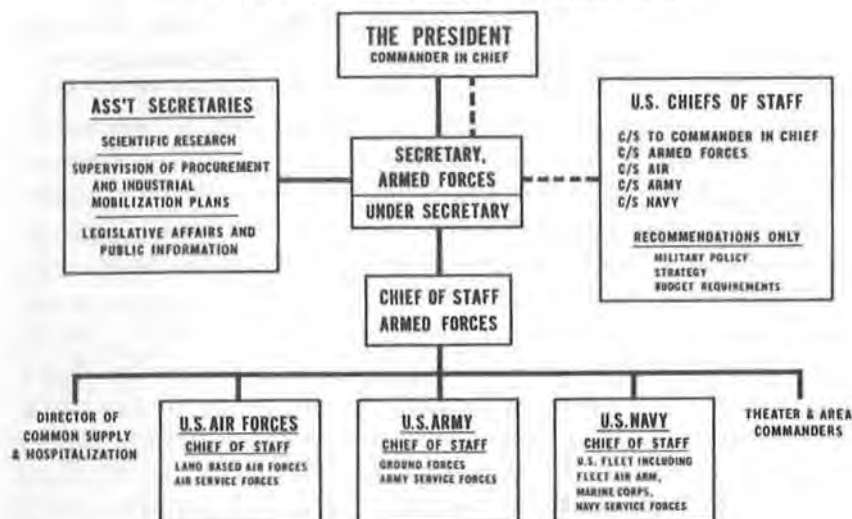 THE PRESIDENT
COMMANDER IN CHIEF
ASS'T SECRETARIES
SCIENTIFIC RESEARCH
SUPERVISION OF PROCUREMENT
AND INDUSTRIAL
MOBILIZATION PLANS
LEGISLATIVE AFFAIRS AND
PUBLIC INFORMATION
SECRETARY,
ARMED FORCES
UNDER SECRETARY
U.S. CHIEFS OF STAFF
C/S TO COMMANDER IN CHIEF
C/S ARMED FORCES
C/S AIR
C/S ARMY
C/S NAVY
RECOMMENDATIONS ONLY
MILITARY POLICY
STRATEGY
BUDGET REQUIREMENTS
CHIEF OF STAFF
ARMED FORCES
DIRECTOR OF
COMMON SUPPLY
& HOSPITALIZATION
U.S. AIR FORCES
CHIEF OF STAFF
LAND BASED AIR FORCES
AIR SERVICE FORCES
U.S. ARMY
CHIEF OF STAFF
GROUND FORCES
ARMY SERVICE FORCES
U.S. NAVY
CHIEF OF STAFF
U.S. FLEET INCLUDING
FLEET AIR ARM,
MARINE CORPS,
NAVY SERVICE FORCES
THEATER & AREA
COMMANDERS